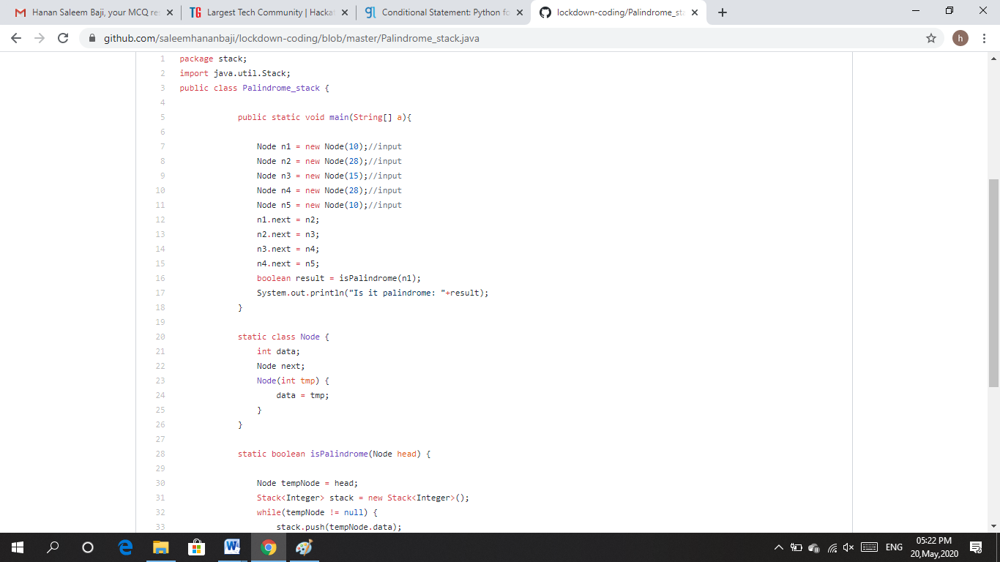 Hanan Saleem Baji, your MCQ re
Largest Tech Community | Hacka
Conditional Statement: Python fo
lockdown-coding/Palindrome_sta
github.com/saleemhananbaji/lockdown-coding/blob/master/Palindrome_stack.java
h
1 package stack;
2 import java.util.Stack;
3 public class Palindrome_stack {
4
5 public static void main(String[] a){
6
7 Node n1 = new Node(10);//input
8 Node n2 = new Node(28);//input
9 Node n3 = new Node(15);//input
10 Node n4 = new Node(28);//input
11 Node n5 = new Node(10);//input
12 n1.next = n2;
13 n2.next = n3;
14 n3.next = n4;
15 n4.next = n5;
16 boolean result = isPalindrome(n1);
17 System.out.println("Is it palindrome: "+result);
18 }
19
20 static class Node {
21 int data;
22 Node next;
23 Node(int tmp) {
24 data = tmp;
25 }
26 }
27
28 static boolean isPalindrome(Node head) {
29
30 Node tempNode = head;
31 Stack<Integer> stack = new Stack<Integer>();
32 while(tempNode != null) {
33 stack.push(tempNode.data);
ENG
05:22 PM
20,May,2020